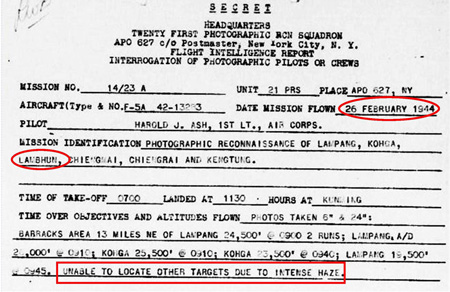 SECRET
HEADQUARTERS
TWENTY FIRST PHOTOGRAPHIC RCN SQUADRON
APO 627 c/o Postmaster, New York City, N. Y.
FLIGHT INTELLIGENCE REPORT
INTERROGATION OF PHOTOGRAPHIC PILOTS OR CREWS
MISSION NO. 14/23 A UNIT 21 PRS PLACE APO 627, NY
AIRCRAFT(Type & NO. F-5A 42-13283 DATE MISSION FLOWN 26 FEBRUARY 1944
PILOT HAROLD J. ASH, 1ST LT., AIR CORPS.
MISSION IDENTIFICATION PHOTOGRAPHIC RECONNAISSANCE OF LAMPANG, KOHGA,
LAMBHUN, CHIENGMAI, CHIENGRAI AND KENGTUNG.
TIME OF TAKE-OFF 0700 LANDED AT 1130 HOURS AT KUNMING
TIME OVER OBJECTIVES AND ALTITUDES FLOWN PHOTOS TAKEN 6" & 24":
BARRACKS AREA 13 MILES NE OF LAMPANG 24,500' @ 0900 2 RUNS; LAMPANG A/D
,000' @ 0910; KOHGA 25,500' @ 0910; KOHGA 23,500' @ 0940; LAMPANG 19,500
@ 0945. UNABLE TO LOCATE OTHER TARGETS DUE TO INTENSE HAZE.